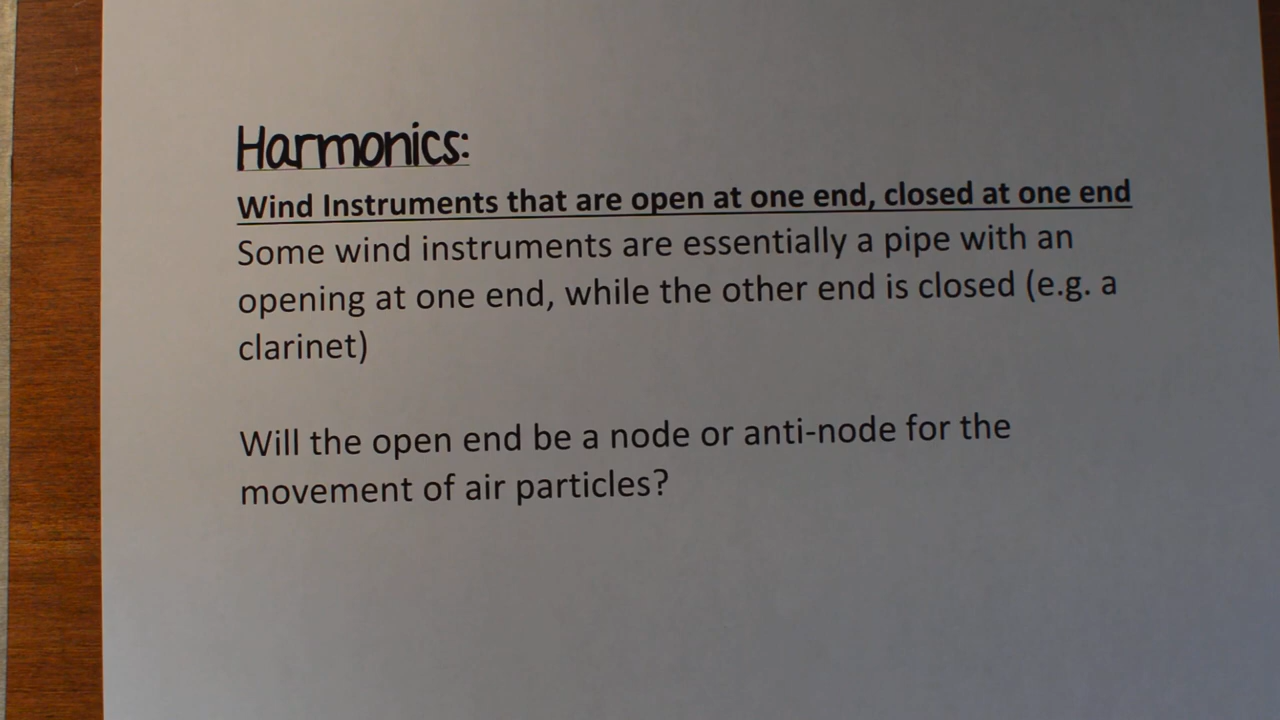 Harmonics:
Wind Instruments that are open at one end, closed at one end
Some wind instruments are essentially a pipe with an
opening at one end, while the other end is closed (e.g. a
clarinet)
Will the open end be a node or anti-node for the
movement of air particles?